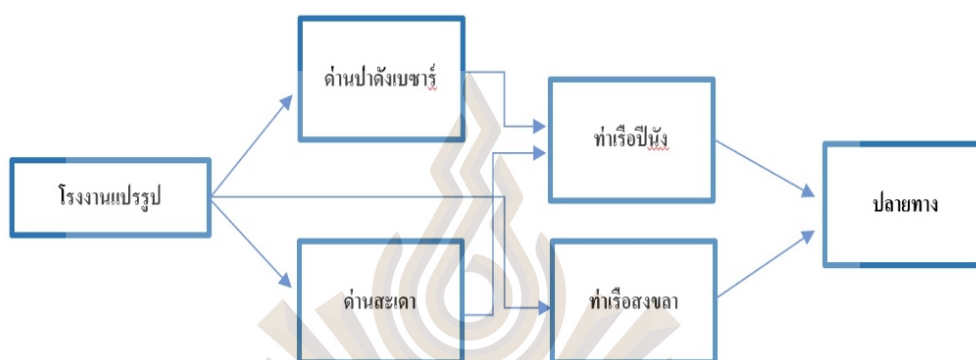 ด่านปาดังเบซาร์
ท่าเรือปีนัง
โรงงานแปรรูป
ปลายทาง
ด่านสะเดา
ท่าเรือสงขลา